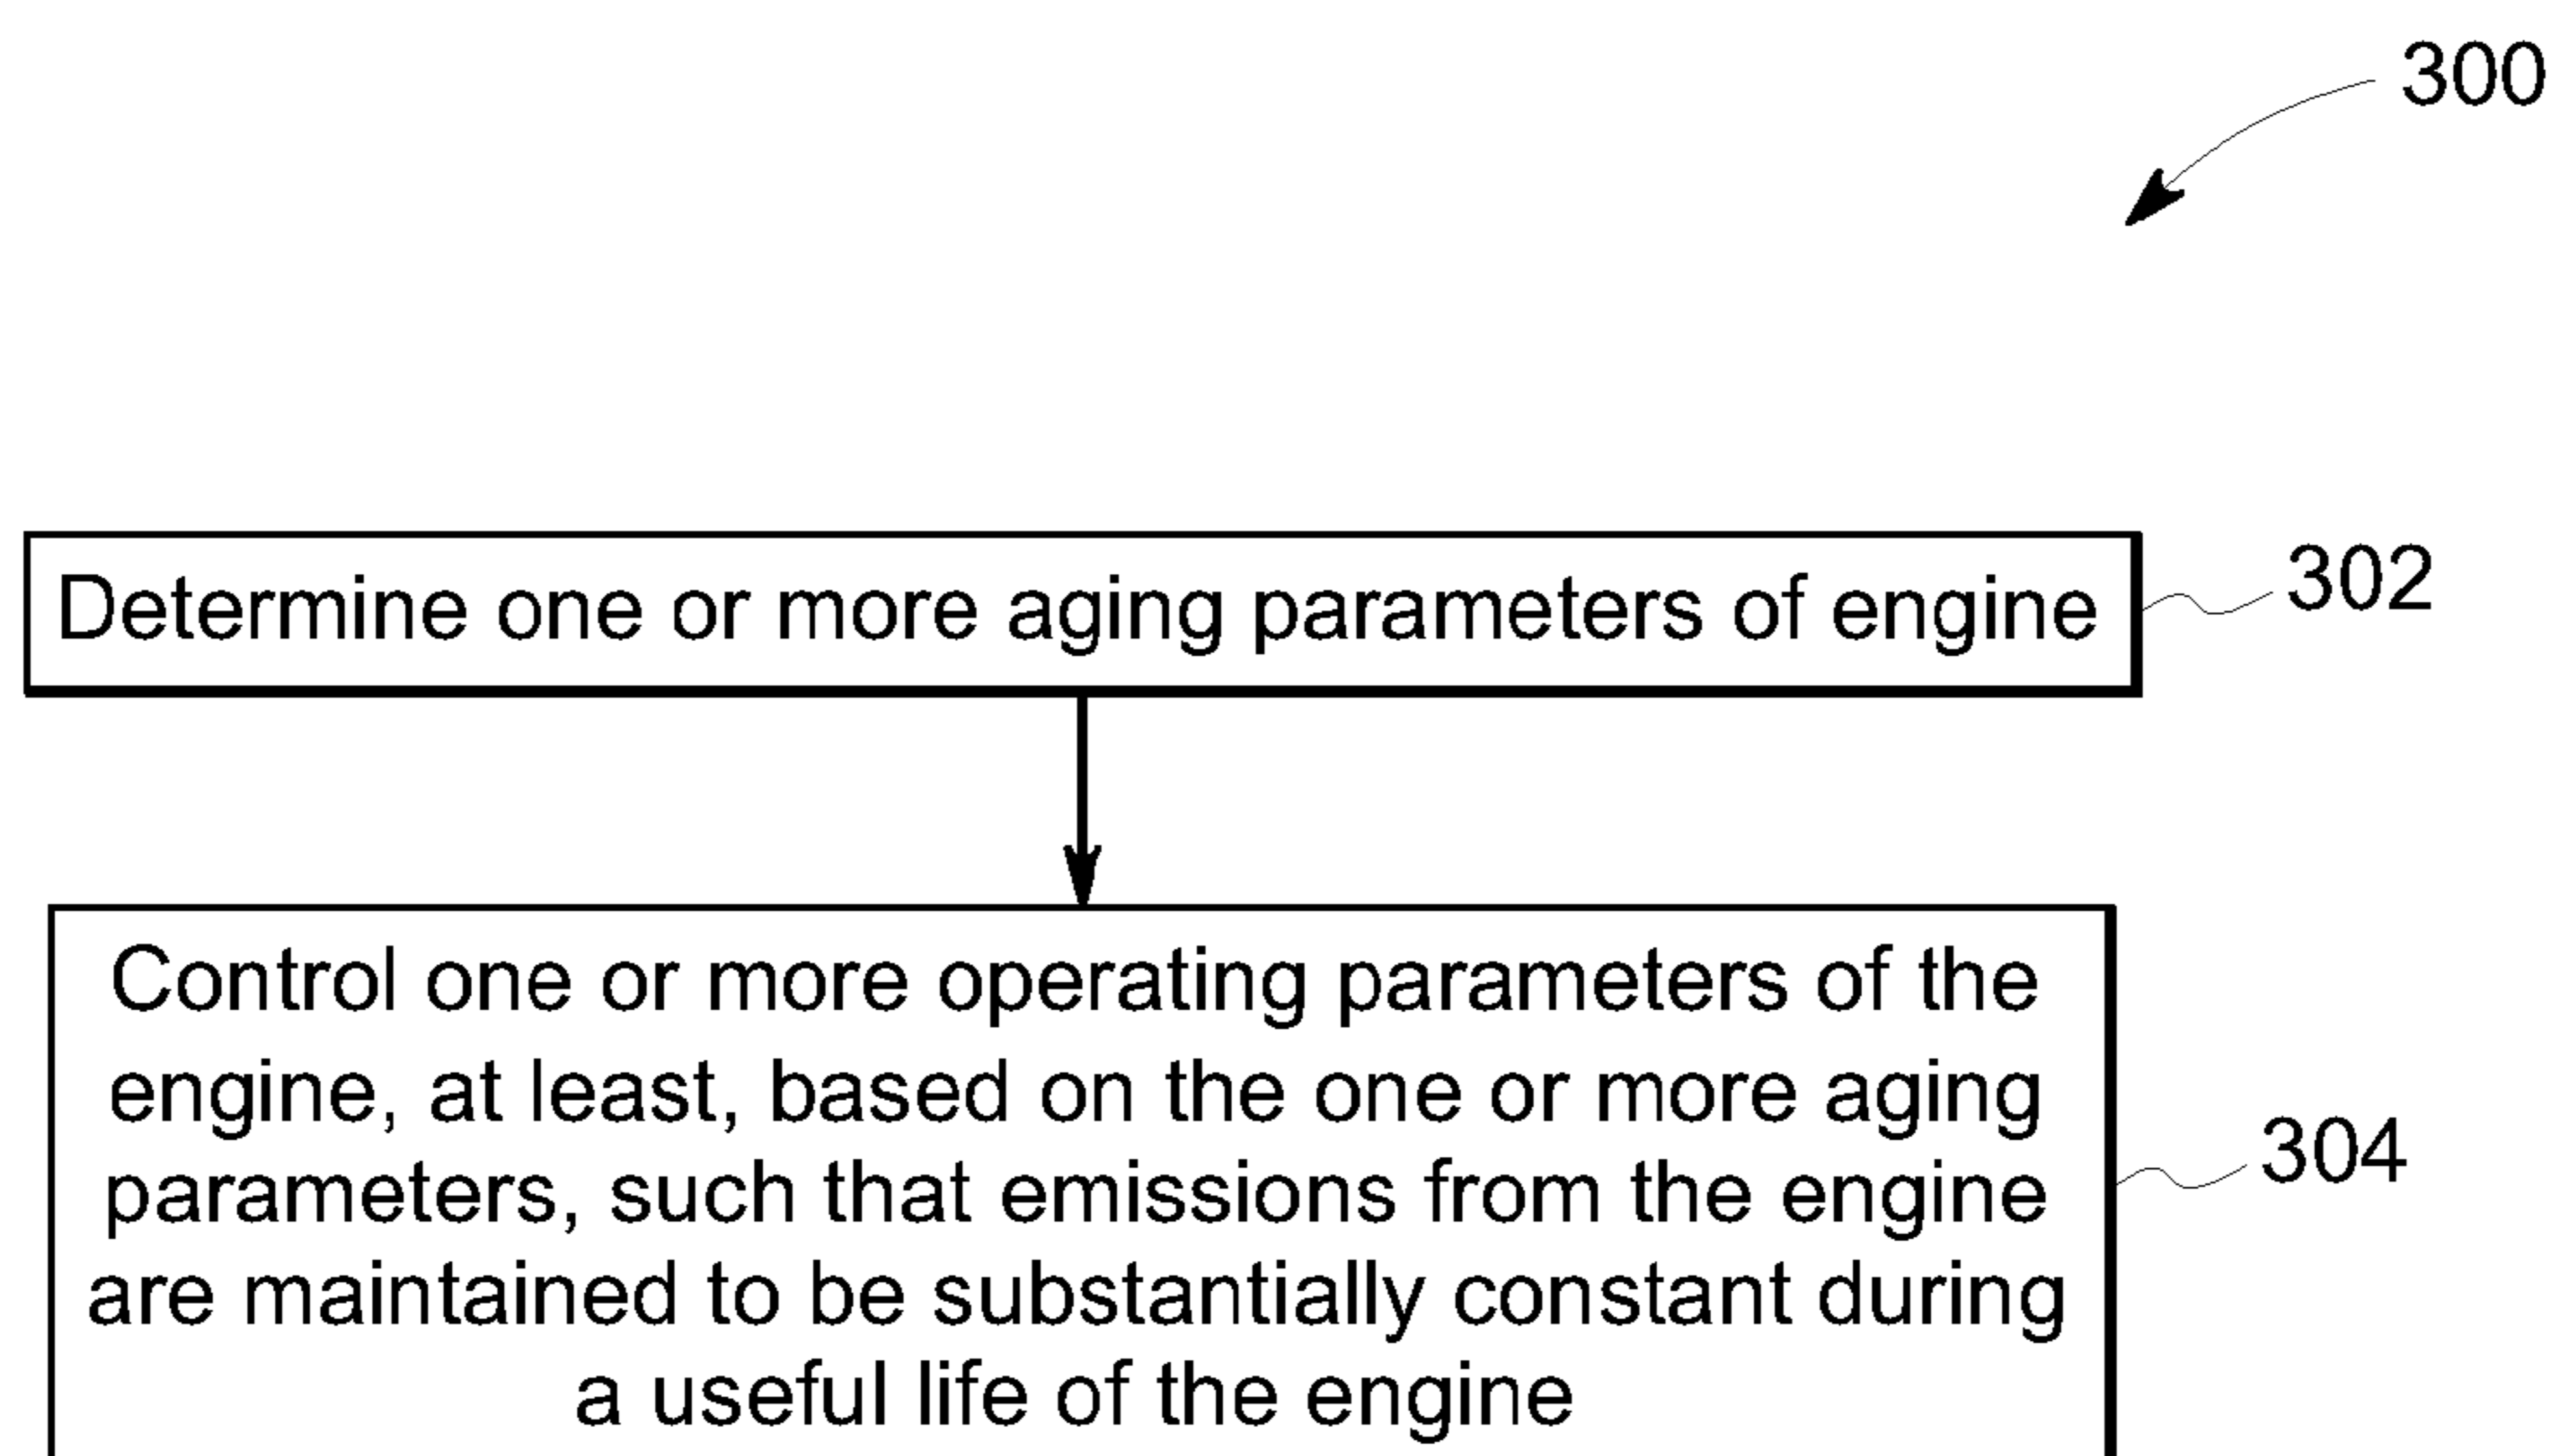 300
Determine one or more aging parameters of engine
302
Control one or more operating parameters of the
engine, at least, based on the one or more aging
parameters, such that emissions from the engine
are maintained to be substantially constant during
a useful life of the engine
304